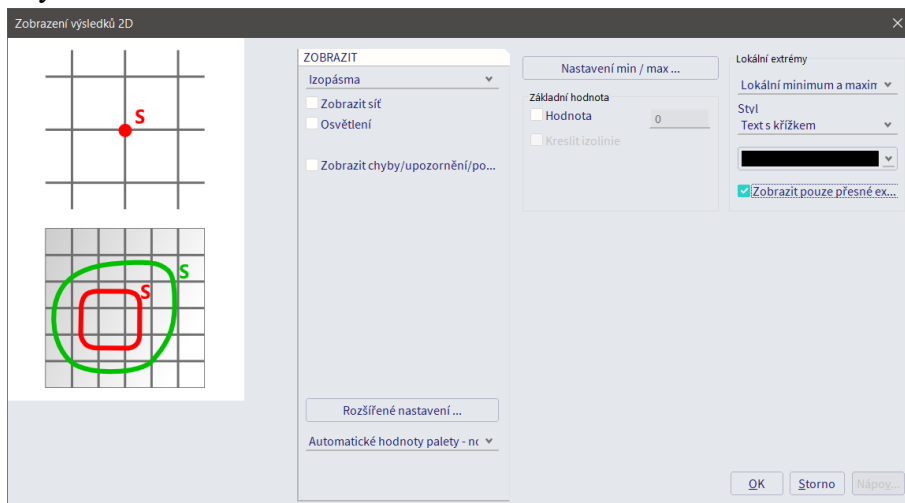 Zobrazení výsledků 2D
S
S
S
ZOBRAZIT
Izopásma
Zobrazit síť
Osvětlení
Zobrazit chyby/upozornění/po...
Rozšířené nastavení ...
Automatické hodnoty palety - no
Nastavení min / max ...
Základní hodnota
Hodnota
0
Kreslit izolinie
Lokální extrémy
Lokální minimum a maxim
Styl
Text s křížkem
Zobrazit pouze přesné ex...
OK
Storno
Nápov...